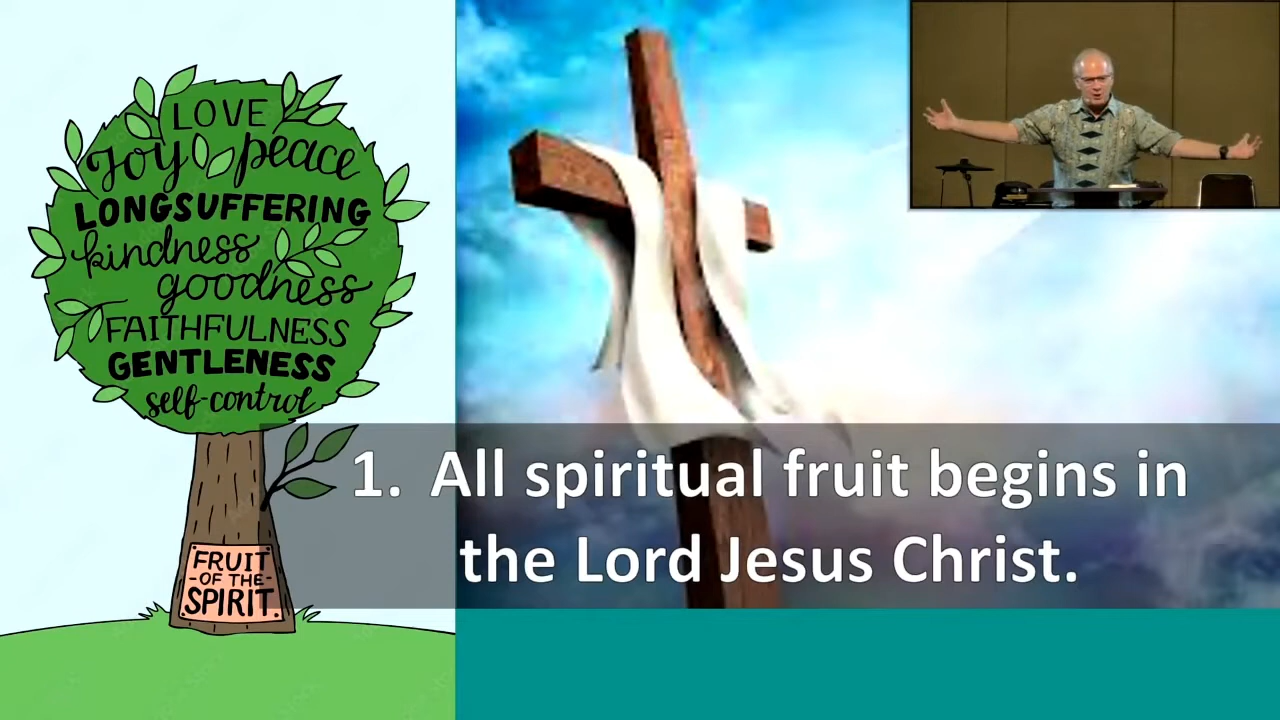 LOVE
Joy peace
LONGSUFFERING
kindness
goodness
FAITHFULNESS
GENTLENESS
self-control
FRUIT
-OF THE-
SPIRIT
1. All spiritual fruit begins in
the Lord Jesus Christ.